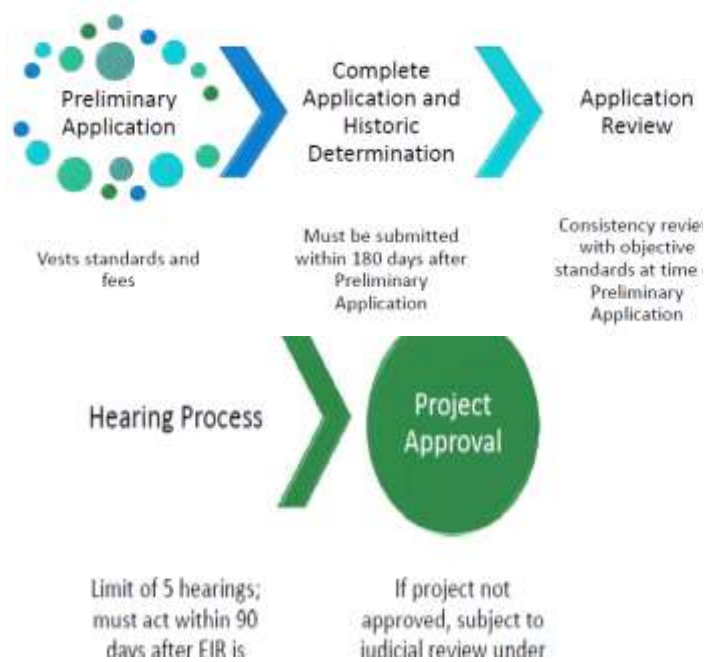 Preliminary
Application
Complete
Application and
Historic
Determination
Application
Review
Vests standards and
fees
Must be submitted
within 180 days after
Preliminary
Application
Consistency review
with objective
standards at time
Preliminary
Application
Hearing Process
Project
Approval
Limit of 5 hearings;
must act within 90
days after EIR is
If project not
approved, subject to
judicial review under